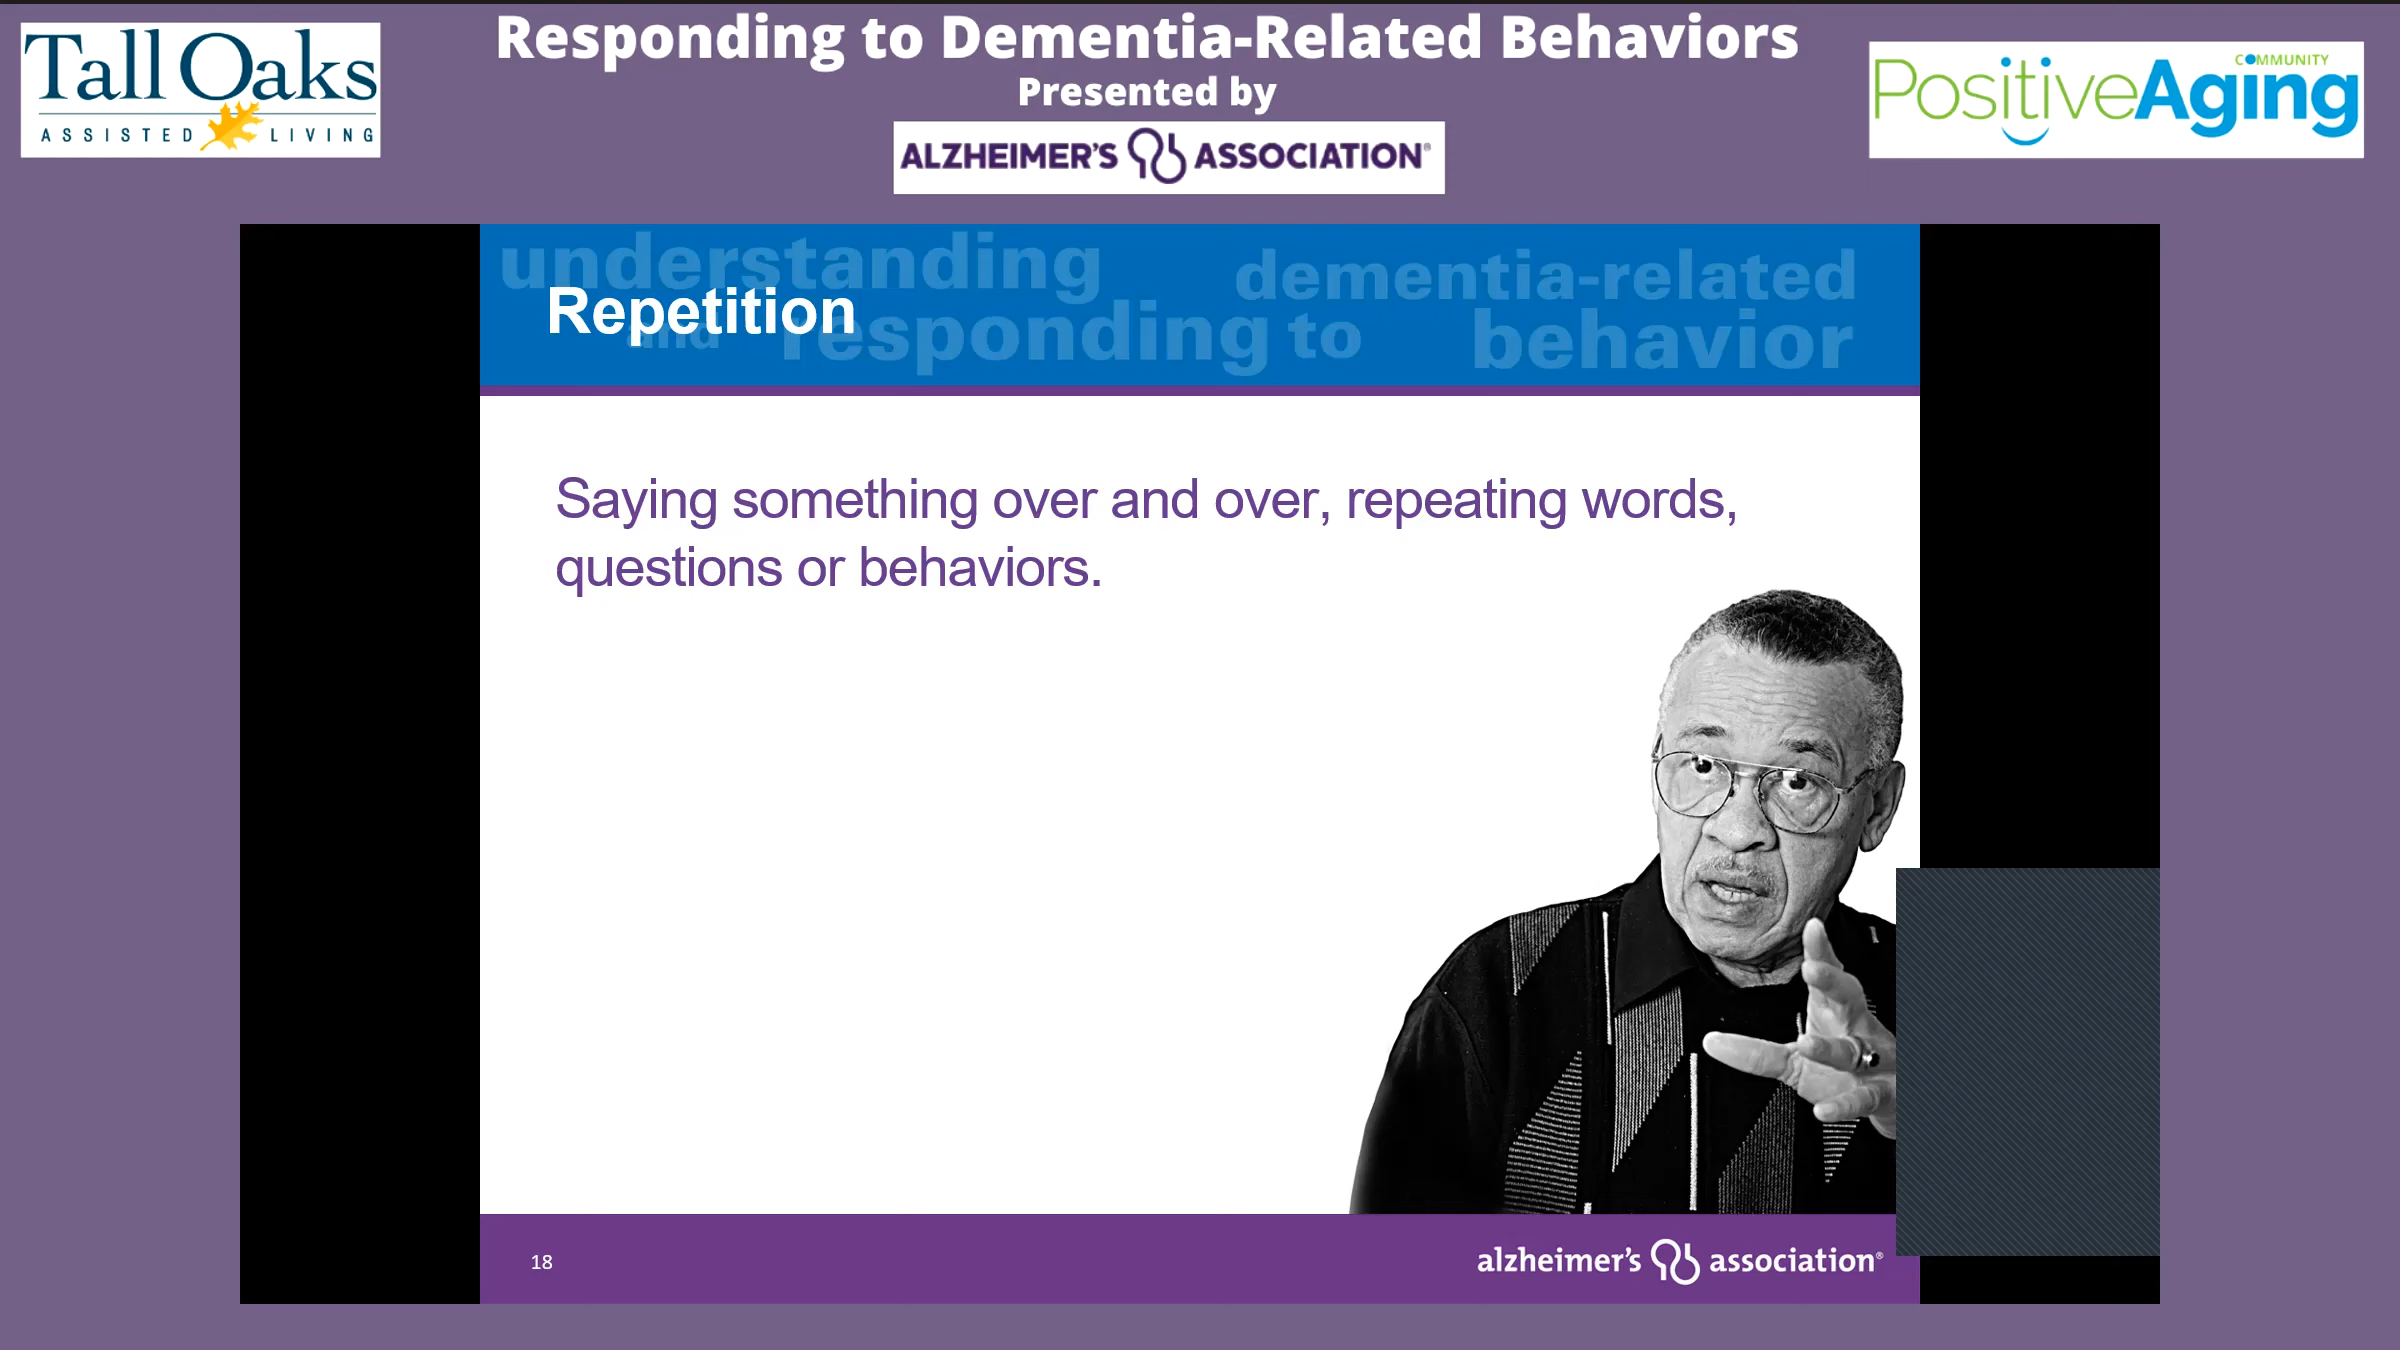 Tall Oaks
ASSISTED LIVING
Responding to Dementia-Related Behaviors
Presented by
ALZHEIMER'S ASSOCIATION®
COMMUNITY
PositiveAging
understanding dementia-related
and responding to behavior
Repetition
Saying something over and over, repeating words,
questions or behaviors.
18
alzheimer's association®